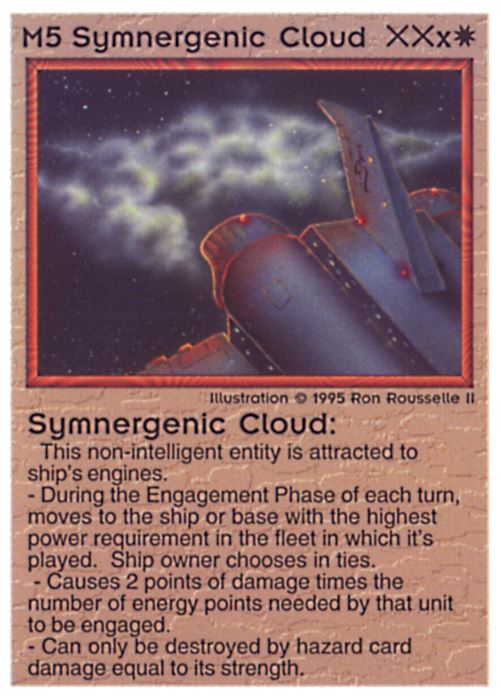 M5 Symnergenic Cloud XXx✷
Illustration © 1995 Ron Rousselle II
Symnergenic Cloud:
This non-intelligent entity is attracted to
ship's engines.
- During the Engagement Phase of each turn,
moves to the ship or base with the highest
power requirement in the fleet in which it's
played. Ship owner chooses in ties.
- Causes 2 points of damage times the
number of energy points needed by that unit
to be engaged.
- Can only be destroyed by hazard card
damage equal to its strength.